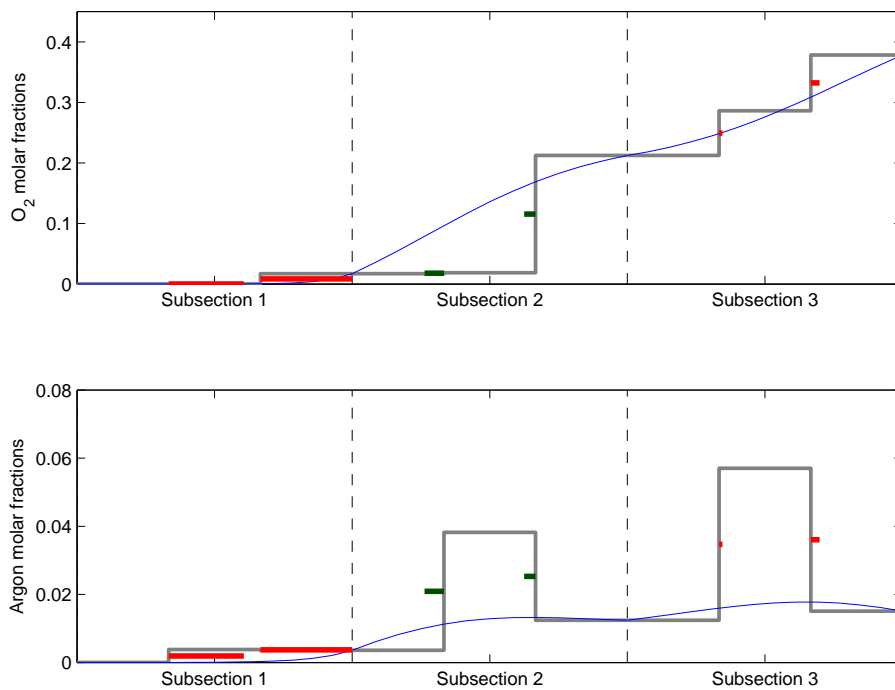 0.4
0.3
0.2
0.1
0
O2 molar fractions
Subsection 1 Subsection 2 Subsection 3
0.08
0.06
0.04
0.02
0
Argon molar fractions
Subsection 1 Subsection 2 Subsection 3